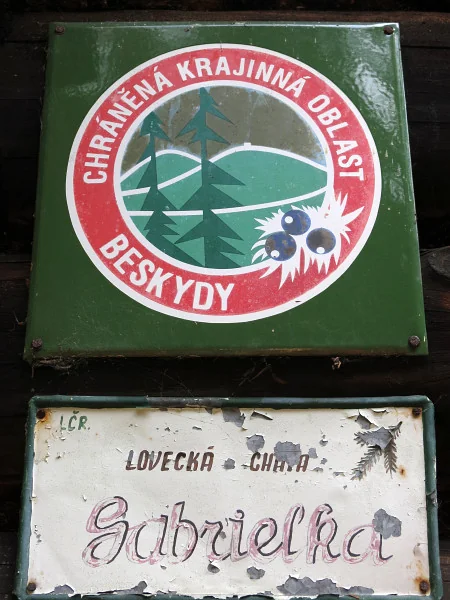 CHRÁNĚNÁ KRAJINNÁ OBLAST
BESKYDY
LČR.
LOVECKÁ CHATA
Gabrielka